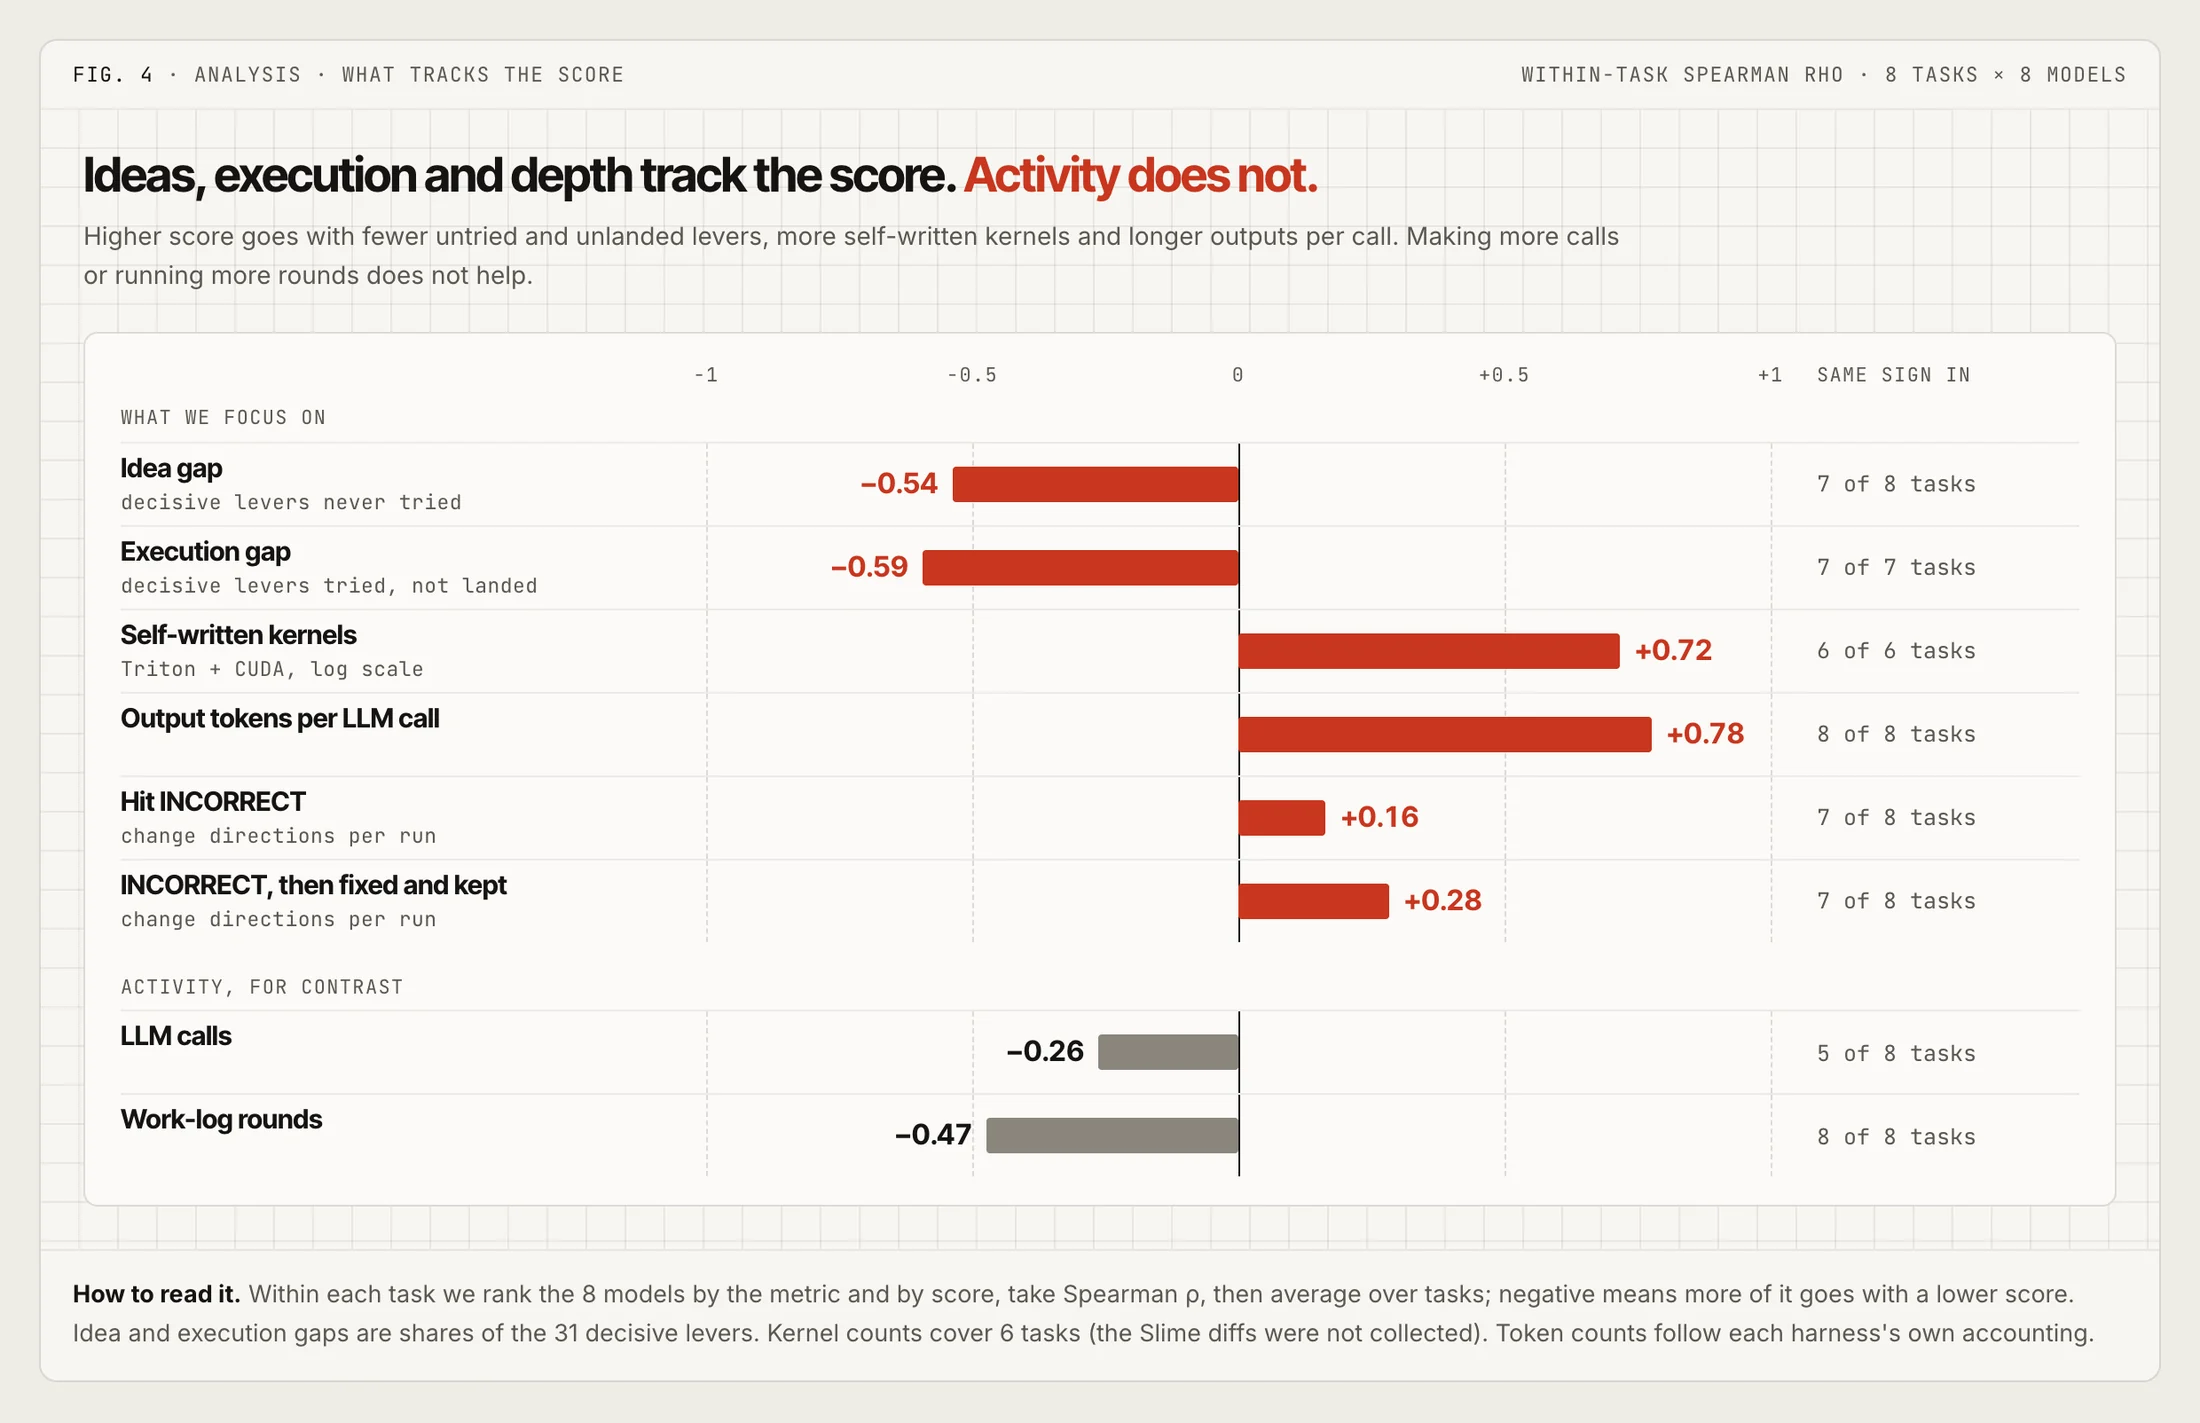 FIG. 4 · ANALYSIS · WHAT TRACKS THE SCORE
WITHIN-TASK SPEARMAN RHO · 8 TASKS × 8 MODELS
Ideas, execution and depth track the score. Activity does not.
Higher score goes with fewer untried and unlanded levers, more self-written kernels and longer outputs per call. Making more calls
or running more rounds does not help.
-1 -0.5 0 +0.5 +1 SAME SIGN IN
WHAT WE FOCUS ON
Idea gap
decisive levers never tried
−0.54
7 of 8 tasks
Execution gap
decisive levers tried, not landed
−0.59
7 of 7 tasks
Self-written kernels
Triton + CUDA, log scale
+0.72
6 of 6 tasks
Output tokens per LLM call
+0.78
8 of 8 tasks
Hit INCORRECT
change directions per run
+0.16
7 of 8 tasks
INCORRECT, then fixed and kept
change directions per run
+0.28
7 of 8 tasks
ACTIVITY, FOR CONTRAST
LLM calls
−0.26
5 of 8 tasks
Work-log rounds
−0.47
8 of 8 tasks
How to read it. Within each task we rank the 8 models by the metric and by score, take Spearman ρ, then average over tasks; negative means more of it goes with a lower score.
Idea and execution gaps are shares of the 31 decisive levers. Kernel counts cover 6 tasks (the Slime diffs were not collected). Token counts follow each harness's own accounting.